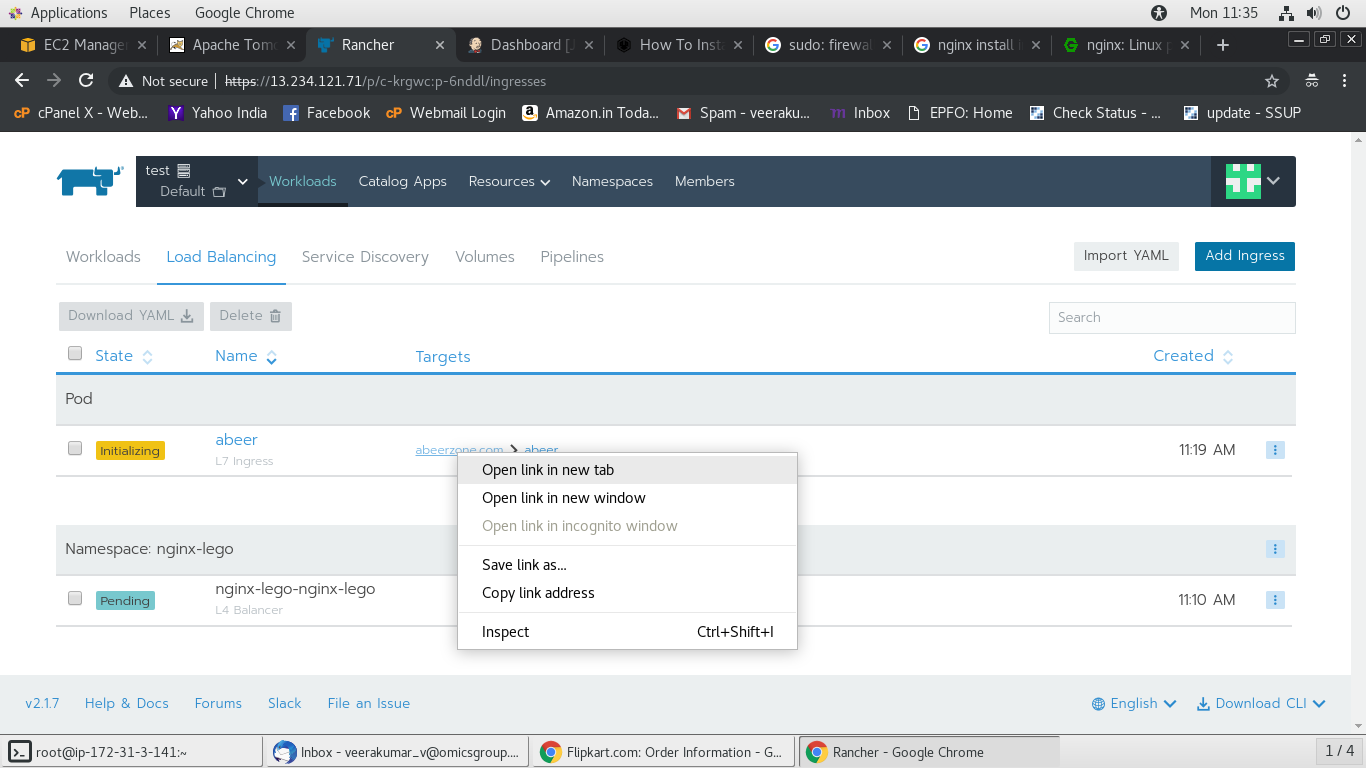 Applications Places Google Chrome Mon 11:35
EC2 Manage Apache Tomc Rancher Dashboard [J How To Inst sudo: firewal nginx install nginx: Linux p
Not secure https://13.234.121.71/p/c-krgwc:p-6nddl/ingresses
cPanel X - Web... Yahoo India Facebook Webmail Login Amazon.in Toda... Spam - veeraku... Inbox EPFO: Home Check Status - ... update - SSUP
test
Default
Workloads Catalog Apps Resources Namespaces Members
Workloads Load Balancing Service Discovery Volumes Pipelines Import YAML Add Ingress
Download YAML Delete Search
State Name Targets Created
Pod
Initializing abeer abeerzone.com > abeer 11:19 AM
L7 Ingress
Open link in new tab
Open link in new window
Open link in incognito window
Namespace: nginx-lego
Save link as...
Copy link address
Pending nginx-lego-nginx-lego 11:10 AM
L4 Balancer
Inspect Ctrl+Shift+I
v2.1.7 Help & Docs Forums Slack File an Issue English Download CLI
root@ip-172-31-3-141:~ Inbox - veerakumar_v@omicsgroup.... Flipkart.com: Order Information - G... Rancher - Google Chrome 1 / 4